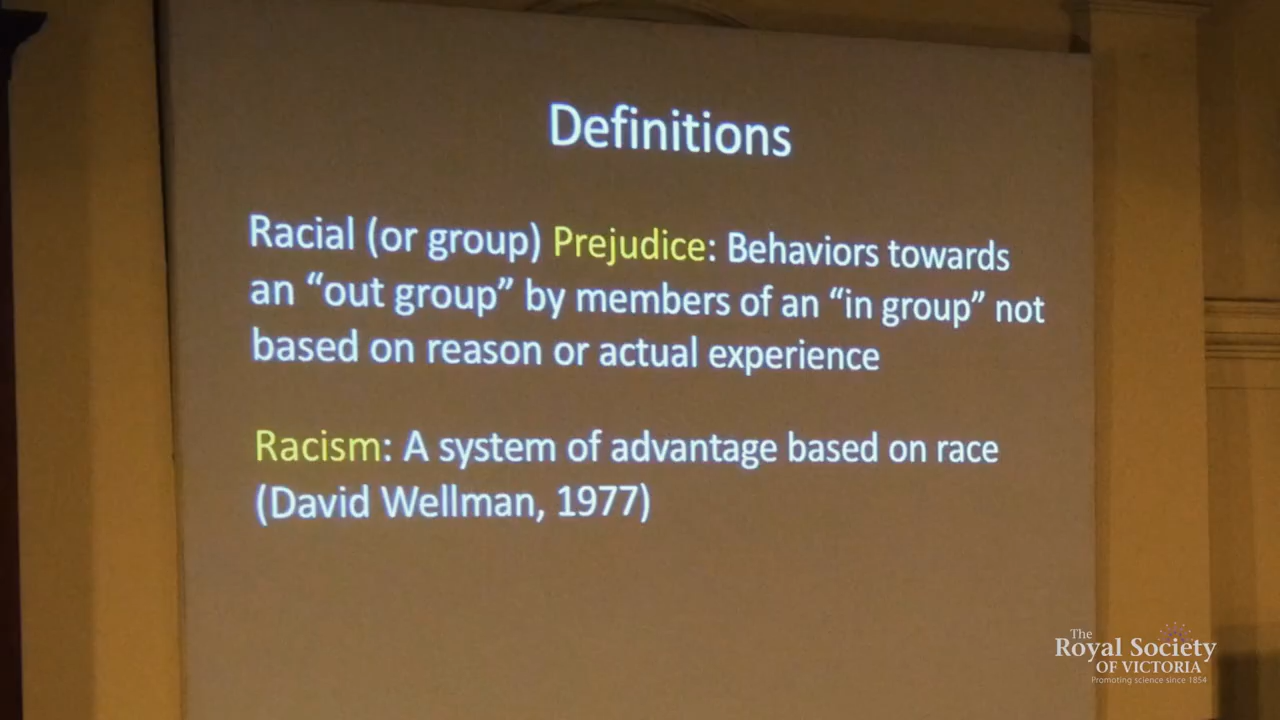 Definitions
Racial (or group) Prejudice: Behaviors towards
an “out group” by members of an “in group” not
based on reason or actual experience
Racism: A system of advantage based on race
(David Wellman, 1977)
The
Royal Society
OF VICTORIA
Promoting science since 1854